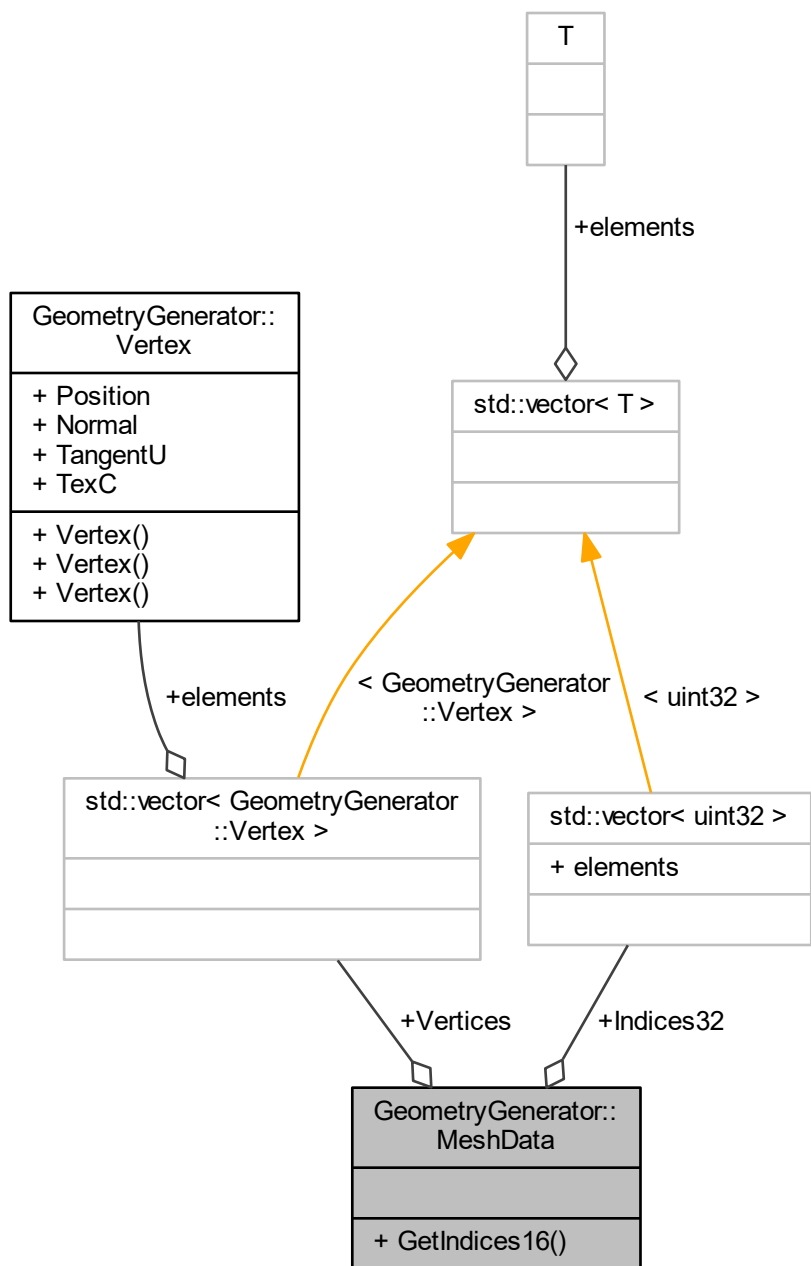 T
+elements
GeometryGenerator::
Vertex
+ Position
+ Normal
+ TangentU
+ TexC
+ Vertex()
+ Vertex()
+ Vertex()
std::vector< T >
+elements
< GeometryGenerator
::Vertex >
< uint32 >
std::vector< GeometryGenerator
::Vertex >
std::vector< uint32 >
+ elements
+Vertices
+Indices32
GeometryGenerator::
MeshData
+ GetIndices16()